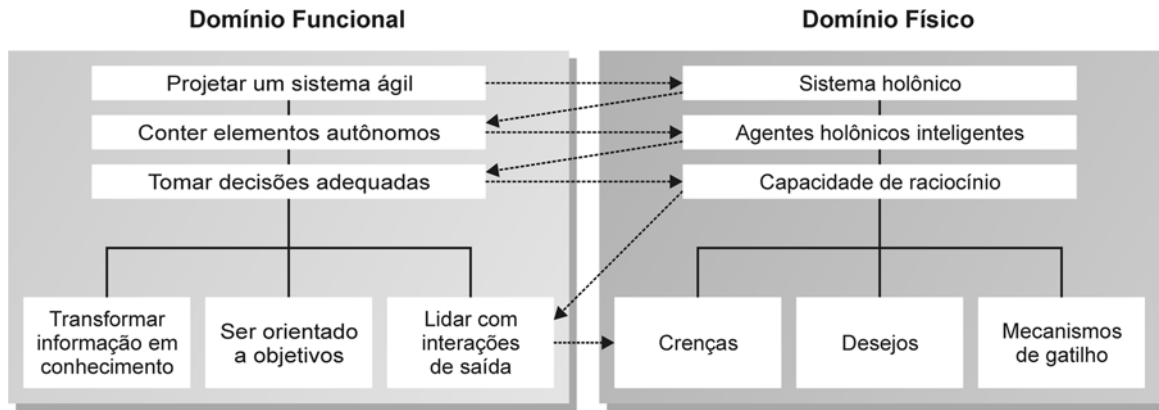 Domínio Funcional
Domínio Físico
Projetar um sistema ágil
Sistema holônico
Conter elementos autônomos
Agentes holônicos inteligentes
Tomar decisões adequadas
Capacidade de raciocínio
Transformar
informação em
conhecimento
Ser orientado
a objetivos
Lidar com
interações
de saída
Crenças
Desejos
Mecanismos
de gatilho